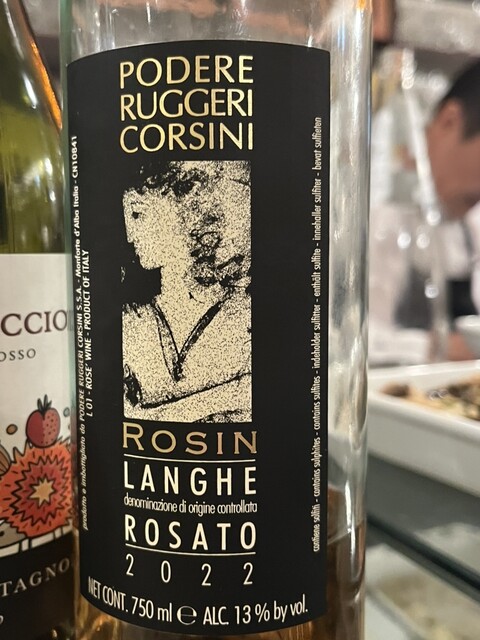 PODERE
RUGGERI
CORSINI
ROSIN
LANGHE
denominazione di origine controllata
ROSATO
2022
NET CONT. 750 ml e ALC. 13 % by vol.
prodotto e imbottigliato da PODERE RUGGERI CORSINI S.S.A. - Monforte d'Alba Italia - CN10841
L 01 - ROSE' WINE - PRODUCT OF ITALY
contiene solfiti - contains sulphites - contains sulfites - indeholder sulfitter - enthält sulfite - inneholler sulfiter - bevat sulfieten
CCIO
OSSO
TAGNO